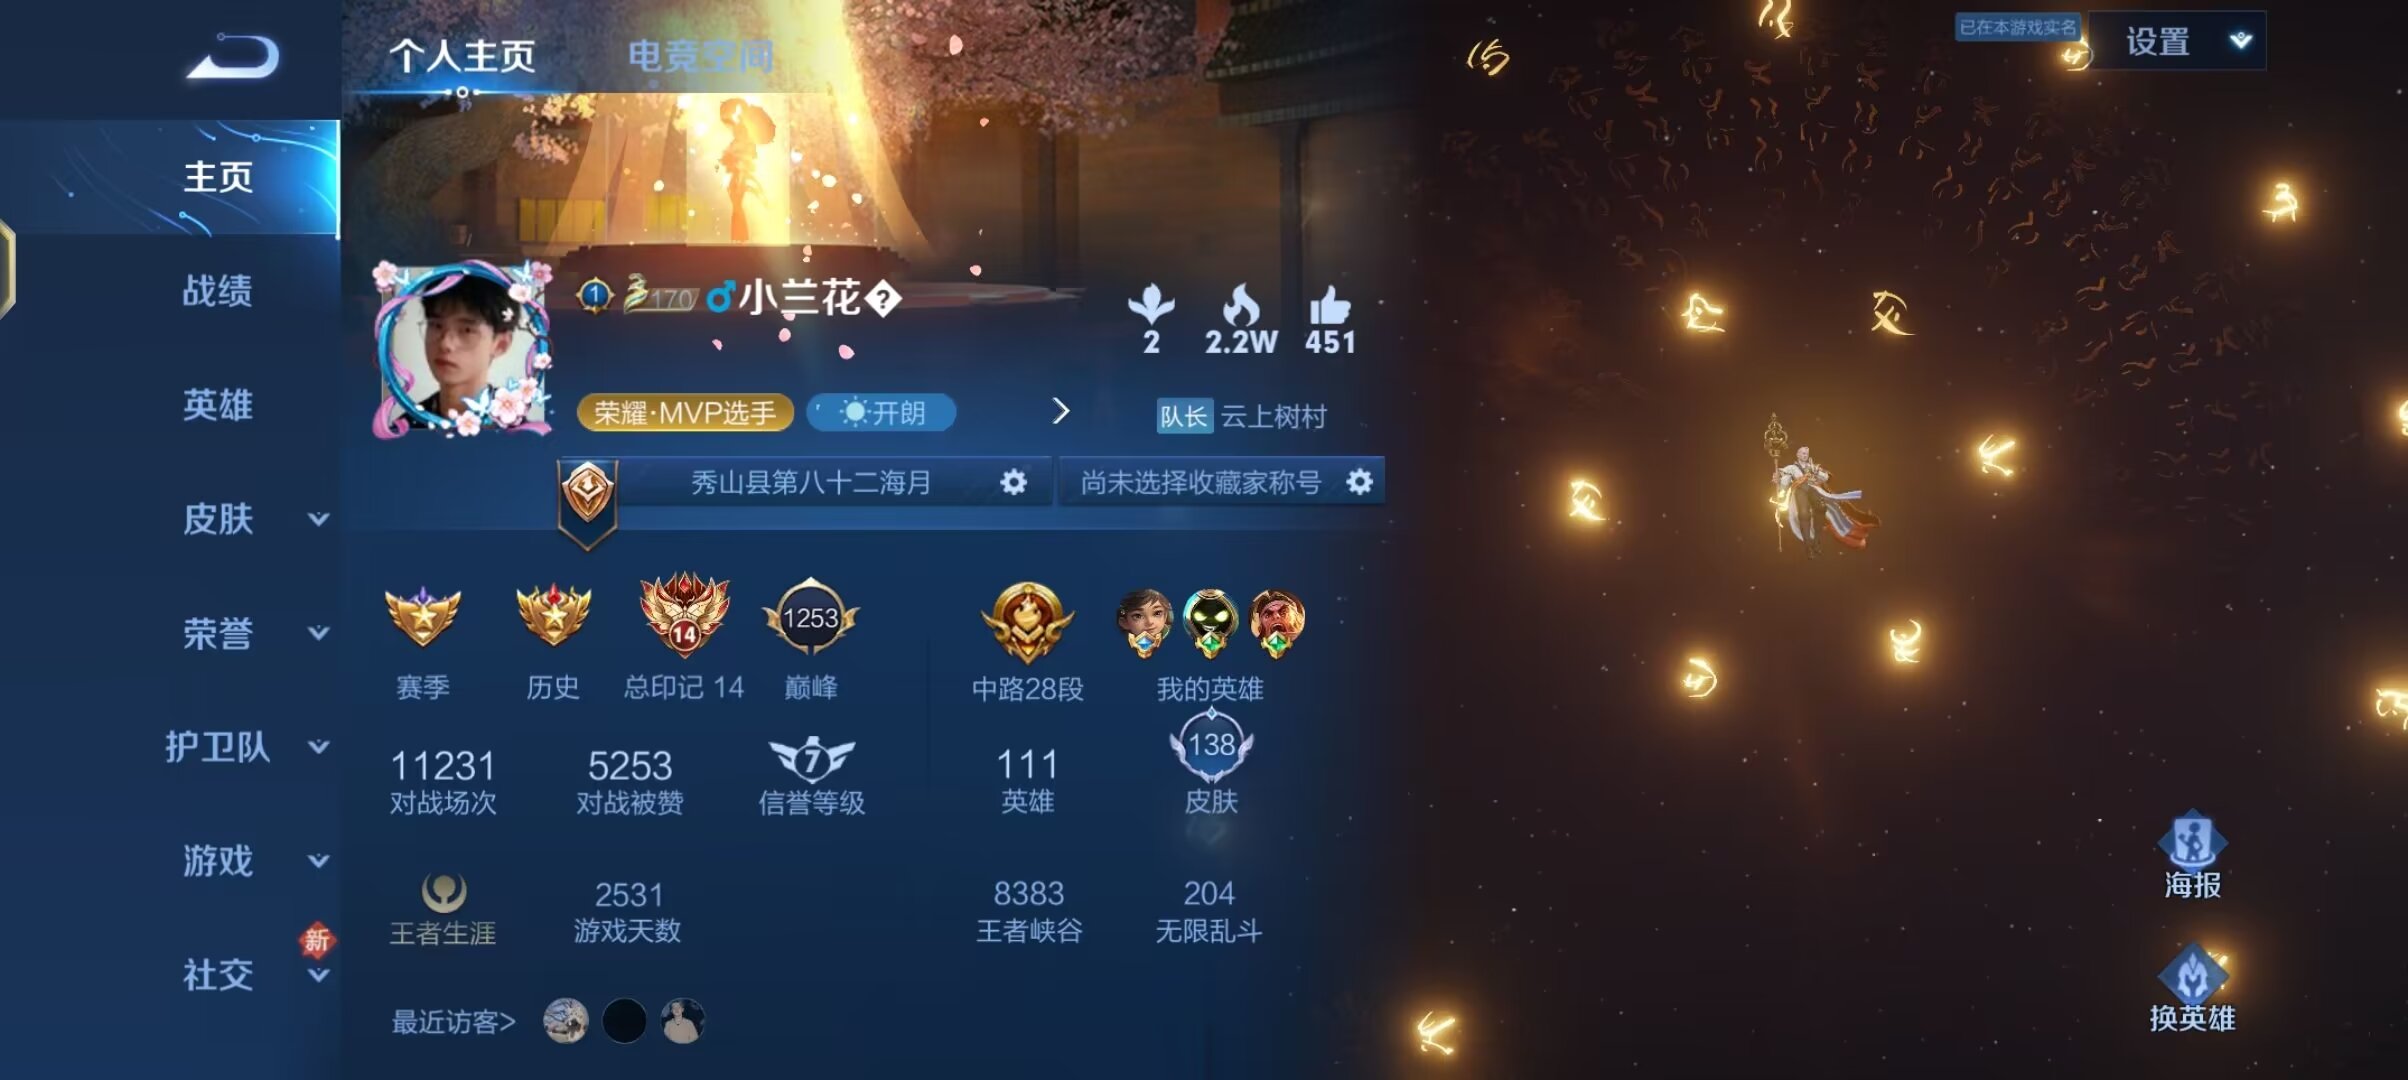 个人主页 电竞空间
已在本游戏实名 设置
主页
战绩
英雄
皮肤
荣誉
护卫队
游戏
新
社交
1 170 小兰花�
2 2.2W 451
荣耀·MVP选手 开朗
队长 云上树村
秀山县第八十二海月 尚未选择收藏家称号
14 1253
赛季 历史 总印记 14 巅峰 中路28段 我的英雄
11231 5253 7 111 138
对战场次 对战被赞 信誉等级 英雄 皮肤
2531 8383 204
王者生涯 游戏天数 王者峡谷 无限乱斗
最近访客>
海报
换英雄